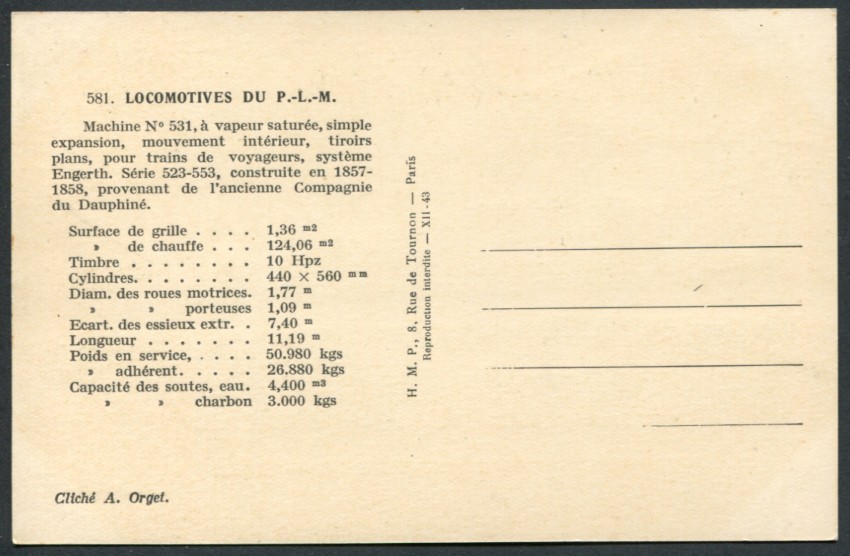 581. LOCOMOTIVES DU P.-L.-M.
Machine Nº 531, à vapeur saturée, simple
expansion, mouvement intérieur, tiroirs
plans, pour trains de voyageurs, système
Engerth. Série 523-553, construite en 1857-
1858, provenant de l'ancienne Compagnie
du Dauphiné.
Surface de grille . . . . 1,36 m2
» de chauffe . . . 124,06 m2
Timbre . . . . . . . . 10 Hpz
Cylindres. . . . . . . . 440 × 560 mm
Diam. des roues motrices. 1,77 m
» » porteuses 1,09 m
Ecart. des essieux extr. . 7,40 m
Longueur . . . . . . . 11,19 m
Poids en service, . . . . 50.980 kgs
» adhérent. . . . . 26.880 kgs
Capacité des soutes, eau. 4,400 m3
» » charbon 3.000 kgs
Cliché A. Orget.
H. M. P., 8, Rue de Tournon — Paris
Reproduction interdite — XII-43